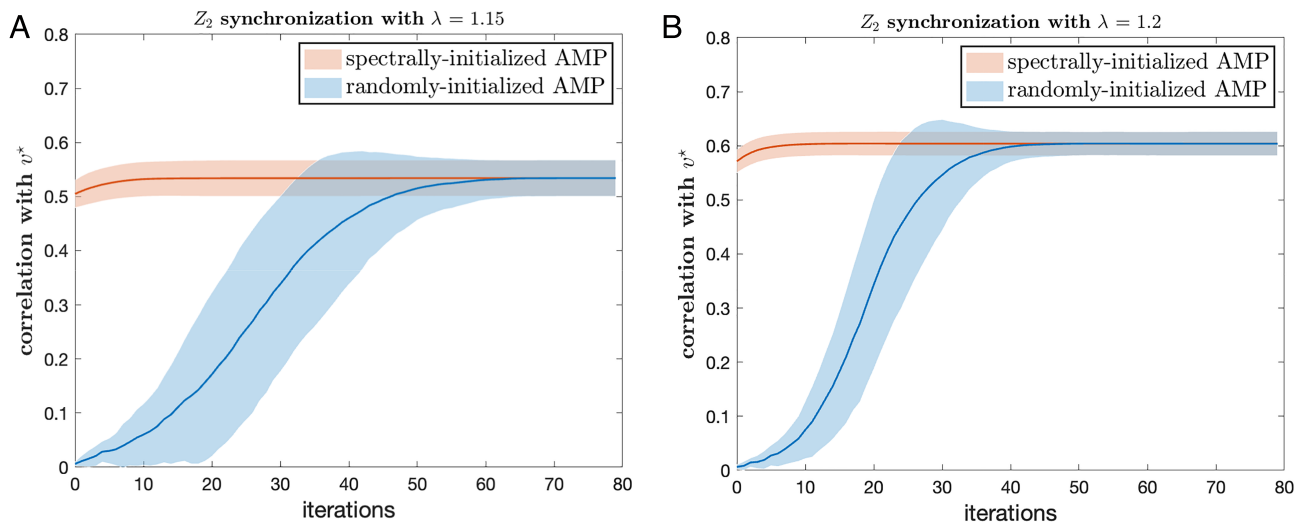 A
Z₂ synchronization with λ = 1.15
0.8
0.7
0.6
0.5
0.4
0.3
0.2
0.1
0
correlation with v*
spectrally-initialized AMP
randomly-initialized AMP
0 10 20 30 40 50 60 70 80
iterations
B
Z₂ synchronization with λ = 1.2
0.8
0.7
0.6
0.5
0.4
0.3
0.2
0.1
0
correlation with v*
spectrally-initialized AMP
randomly-initialized AMP
0 10 20 30 40 50 60 70 80
iterations